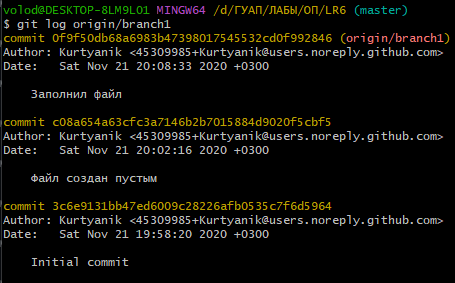 volod@DESKTOP-8LM9LO1 MINGW64 /d/ГУАП/ЛАБЫ/ОП/LR6 (master)
$ git log origin/branch1
commit 0f9f50db68a6983b47398017545532cd0f992846 (origin/branch1)
Author: Kurtyanik <45309985+Kurtyanik@users.noreply.github.com>
Date:   Sat Nov 21 20:08:33 2020 +0300
    Заполнил файл
commit c08a654a63cfc3a7146b2b7015884d9020f5cbf5
Author: Kurtyanik <45309985+Kurtyanik@users.noreply.github.com>
Date:   Sat Nov 21 20:02:16 2020 +0300
    Файл создан пустым
commit 3c6e9131bb47ed6009c28226afb0535c7f6d5964
Author: Kurtyanik <45309985+Kurtyanik@users.noreply.github.com>
Date:   Sat Nov 21 19:58:20 2020 +0300
    Initial commit